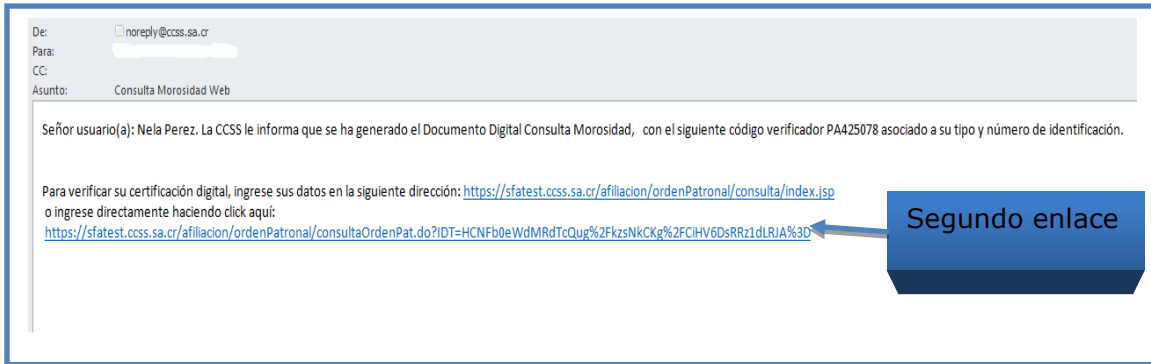 De: noreply@ccss.sa.cr
Para:
CC:
Asunto: Consulta Morosidad Web
Señor usuario(a): Nela Perez. La CCSS le informa que se ha generado el Documento Digital Consulta Morosidad, con el siguiente código verificador PA425078 asociado a su tipo y número de identificación.
Para verificar su certificación digital, ingrese sus datos en la siguiente dirección: https://sfatest.ccss.sa.cr/afiliacion/ordenPatronal/consulta/index.jsp
o ingrese directamente haciendo click aquí:
https://sfatest.ccss.sa.cr/afiliacion/ordenPatronal/consultaOrdenPat.do?IDT=HCNFb0eWdMRdTcQug%2FkzsNkCKg%2FCiHV6DsRRz1dLRJA%3D
Segundo enlace